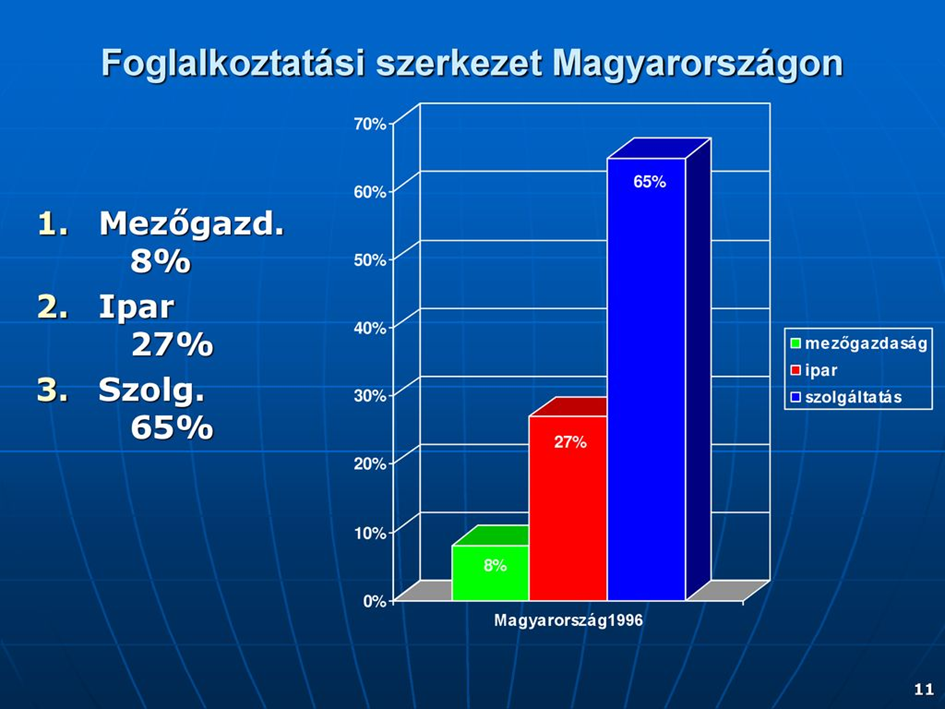 Foglalkoztatási szerkezet Magyarországon
1. Mezőgazd.
8%
2. Ipar
27%
3. Szolg.
65%
70%
60%
50%
40%
30%
20%
10%
0%
65%
27%
8%
Magyarország1996
mezőgazdaság
ipar
szolgáltatás
11